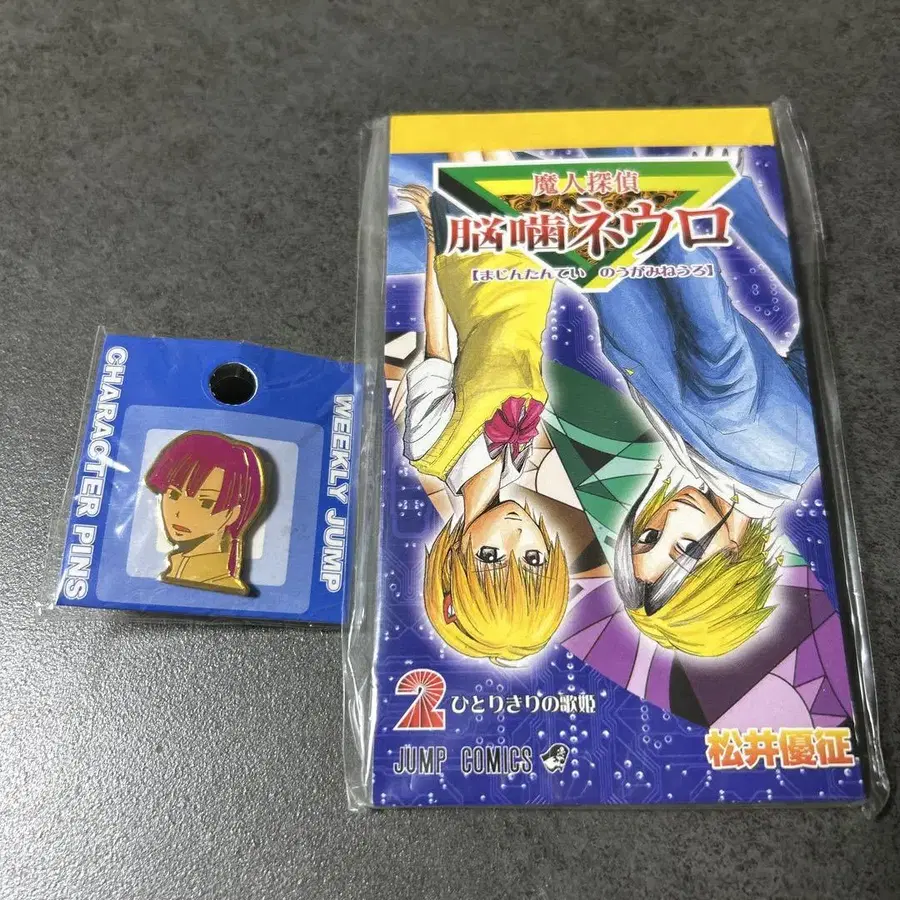 CHARACTER PINS
WEEKLY JUMP
魔人探偵
脳噛ネウロ
【まじんたんてい のうがみねうろ】
2 ひとりきりの歌姫
JUMP COMICS
松井優征